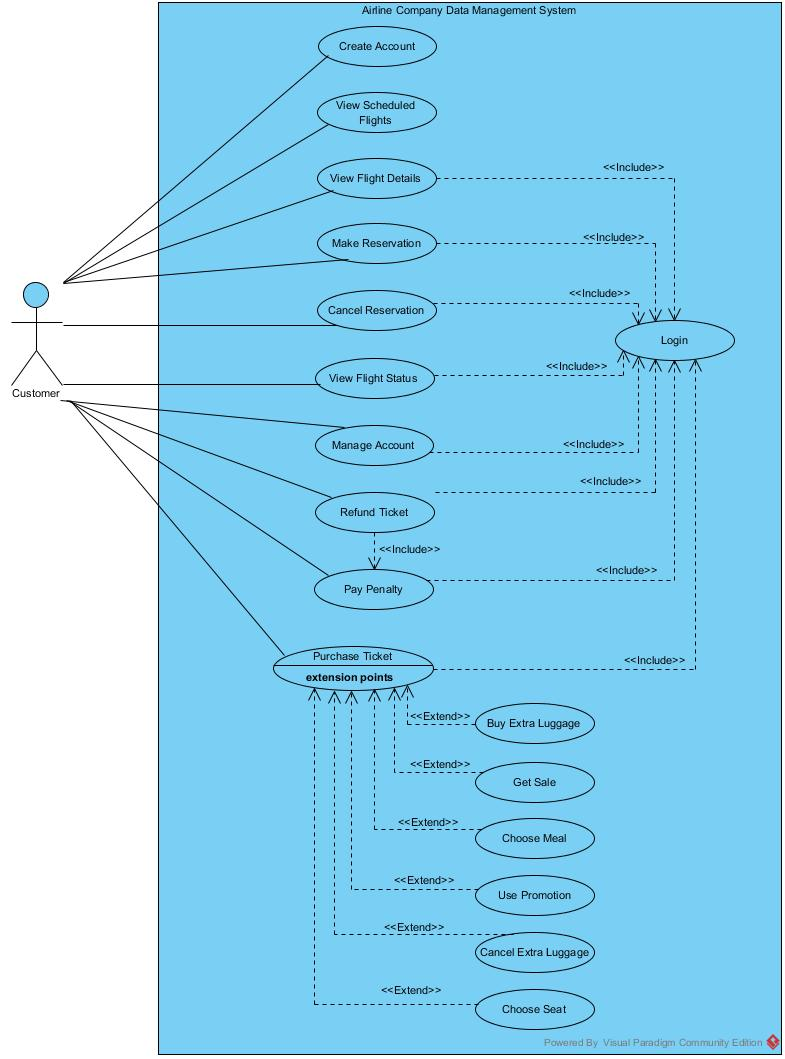 Airline Company Data Management System
Create Account
View Scheduled
Flights
View Flight Details
<<Include>>
Make Reservation
<<Include>>
Cancel Reservation
<<Include>>
Login
View Flight Status
<<Include>>
Customer
Manage Account
<<Include>>
Refund Ticket
<<Include>>
<<Include>>
Pay Penalty
<<Include>>
Purchase Ticket
extension points
<<Include>>
<<Extend>>
Buy Extra Luggage
<<Extend>>
Get Sale
<<Extend>>
Choose Meal
<<Extend>>
Use Promotion
<<Extend>>
Cancel Extra Luggage
<<Extend>>
Choose Seat
Powered By Visual Paradigm Community Edition